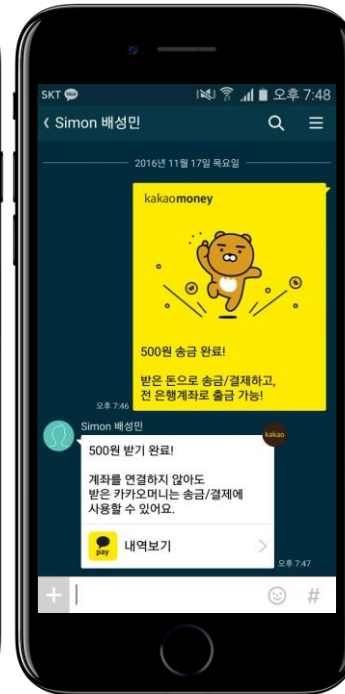 SKT TALK 오후 7:48
< Simon 배성민
2016년 11월 17일 목요일
kakaomoney
500원 송금 완료!
받은 돈으로 송금/결제하고,
전 은행계좌로 출금 가능!
오후 7:46
Simon 배성민
kakao
500원 받기 완료!
계좌를 연결하지 않아도
받은 카카오머니는 송금/결제에
사용할 수 있어요.
pay 내역보기 >
오후 7:47
+ #